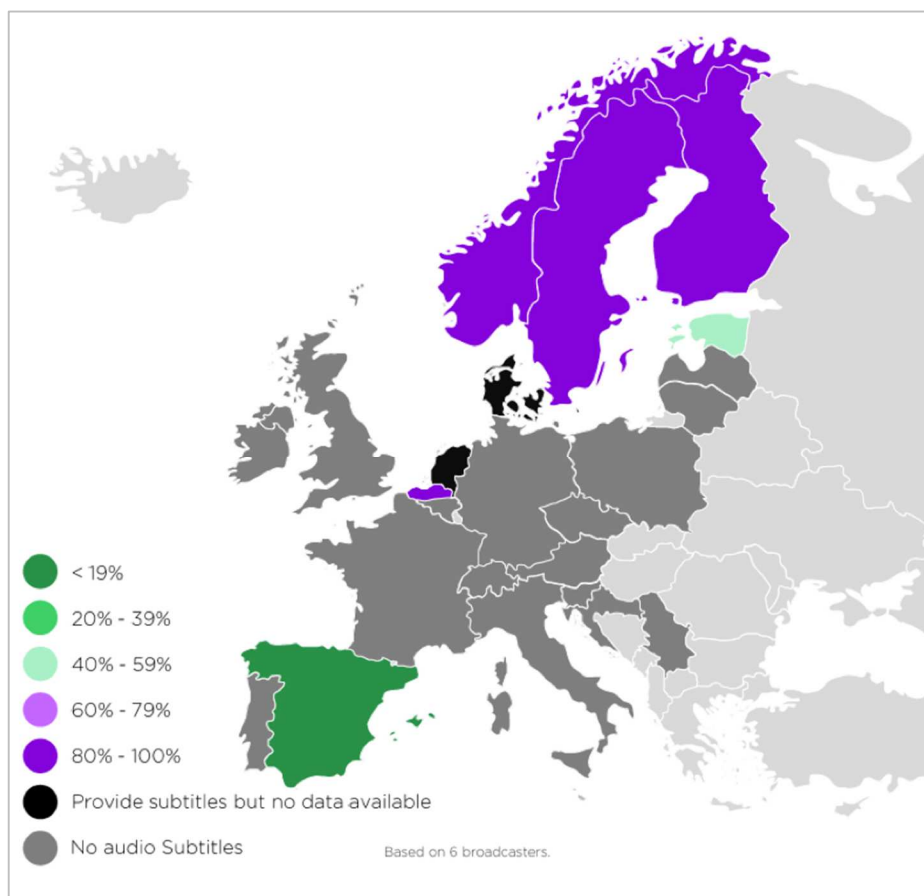 < 19%
20% - 39%
40% - 59%
60% - 79%
80% - 100%
Provide subtitles but no data available
No audio Subtitles
Based on 6 broadcasters.